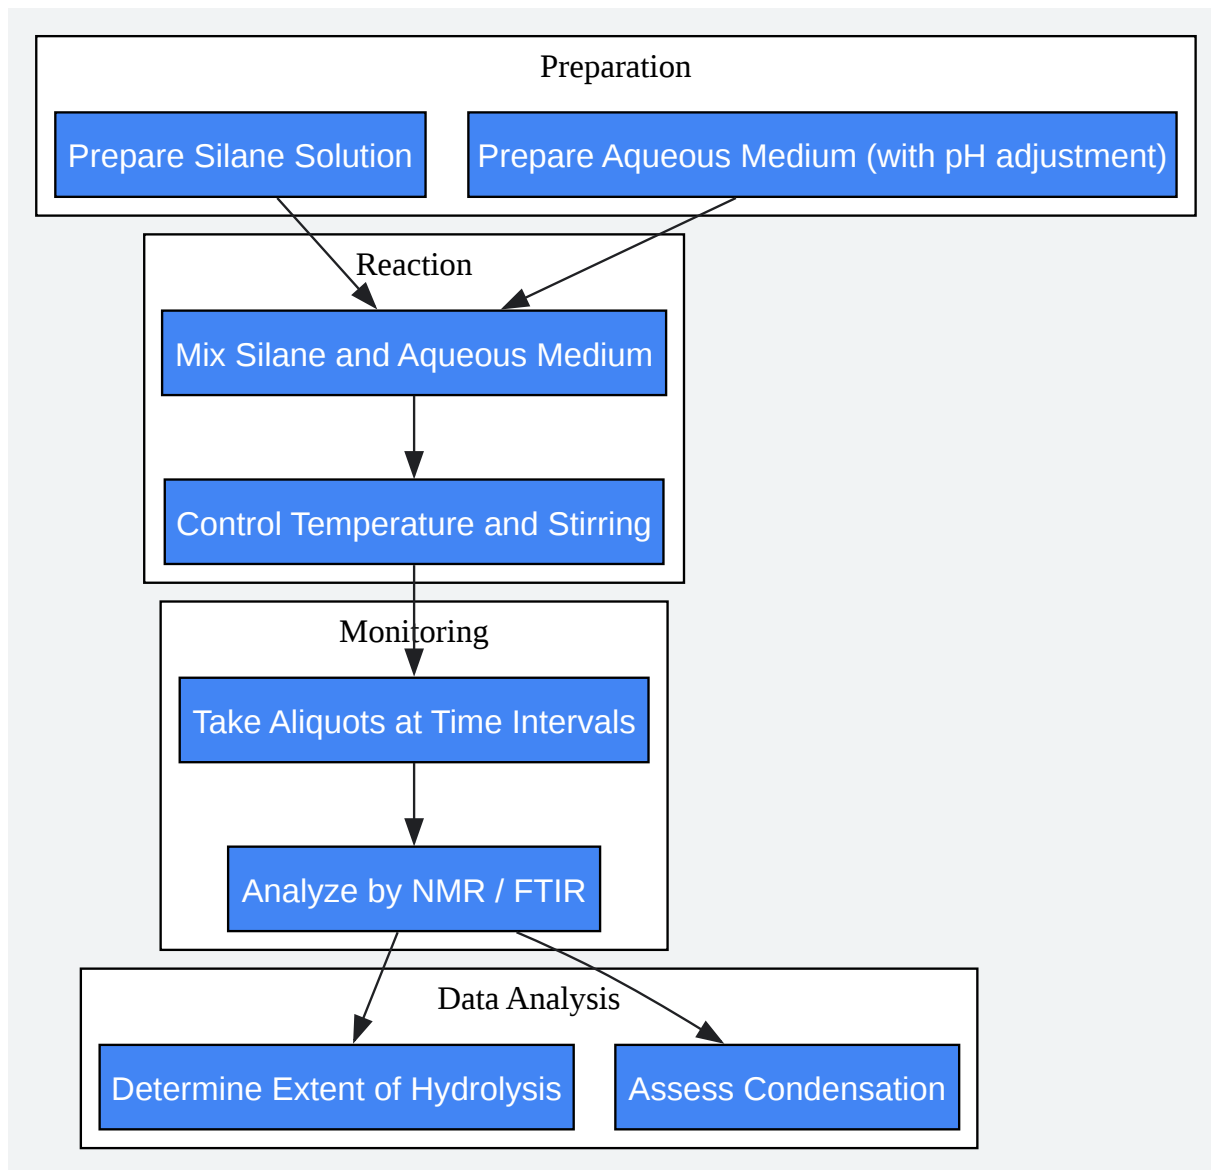 Preparation
Prepare Silane Solution
Prepare Aqueous Medium (with pH adjustment)
Reaction
Mix Silane and Aqueous Medium
Control Temperature and Stirring
Monitoring
Take Aliquots at Time Intervals
Analyze by NMR / FTIR
Data Analysis
Determine Extent of Hydrolysis
Assess Condensation